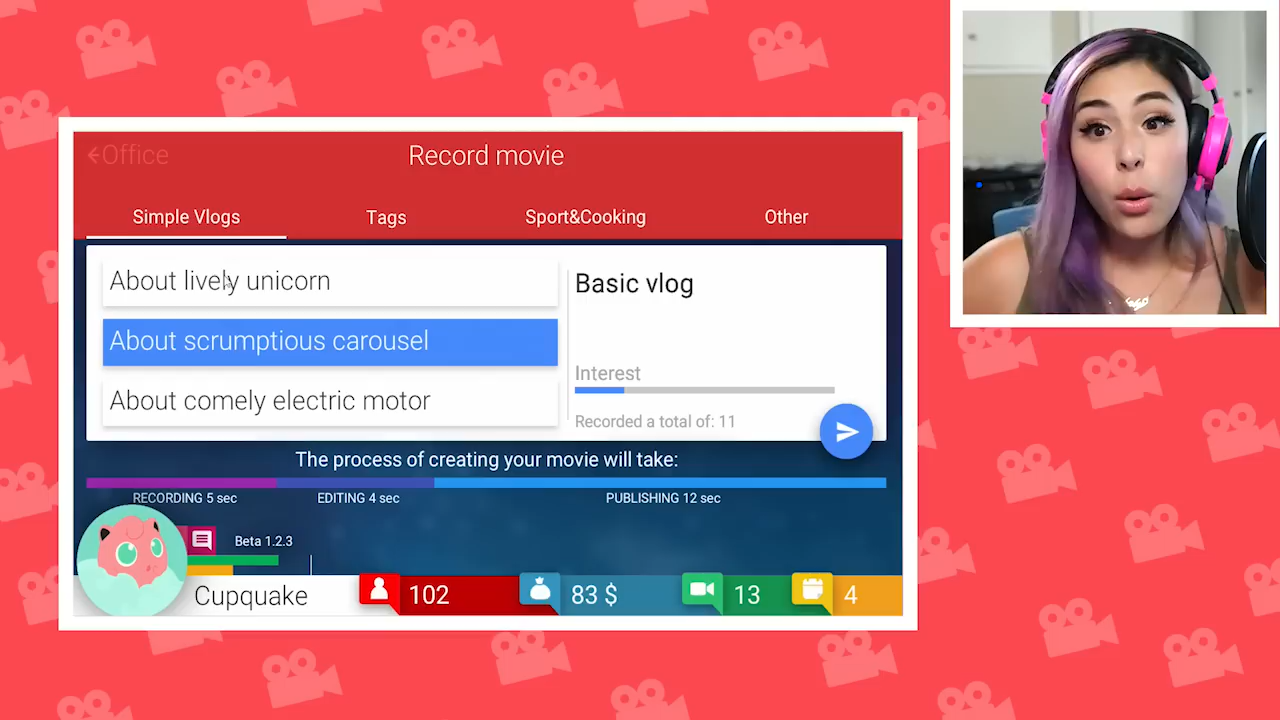 Office
Record movie
Simple Vlogs
Tags
Sport&Cooking
Other
About lively unicorn
About scrumptious carousel
About comely electric motor
Basic vlog
Interest
Recorded a total of: 11
The process of creating your movie will take:
RECORDING 5 sec
EDITING 4 sec
PUBLISHING 12 sec
Beta 1.2.3
Cupquake
102
83 $
13
4